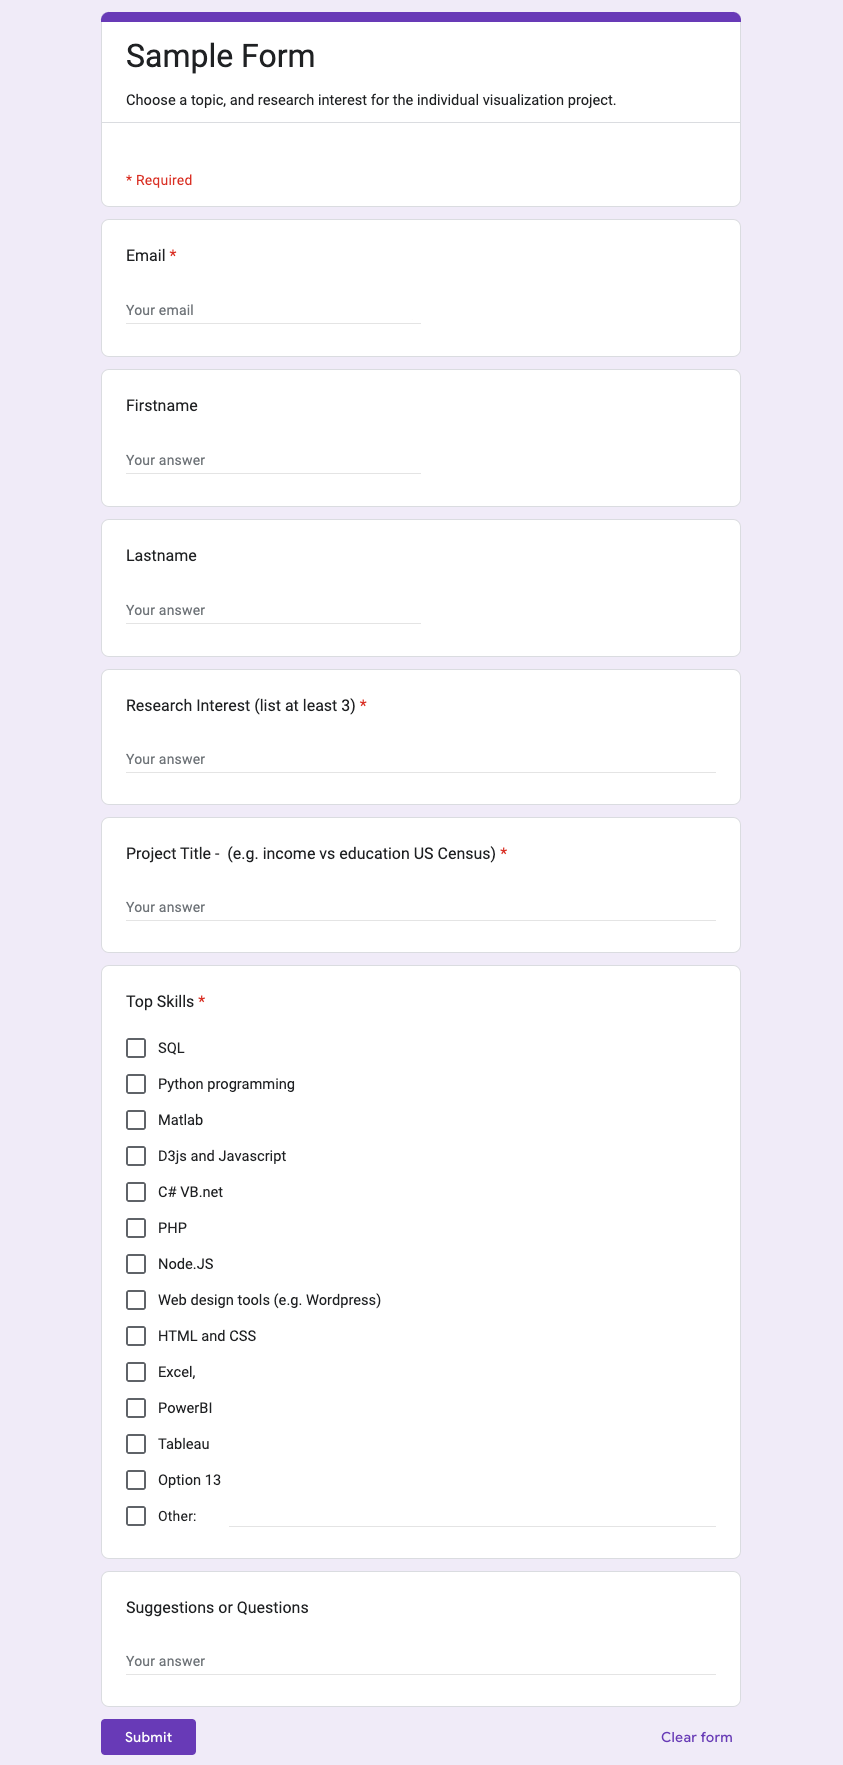 Sample Form
Choose a topic, and research interest for the individual visualization project.
* Required
Email *
Your email
Firstname
Your answer
Lastname
Your answer
Research Interest (list at least 3) *
Your answer
Project Title -  (e.g. income vs education US Census) *
Your answer
Top Skills *
SQL
Python programming
Matlab
D3js and Javascript
C# VB.net
PHP
Node.JS
Web design tools (e.g. Wordpress)
HTML and CSS
Excel,
PowerBI
Tableau
Option 13
Other:
Suggestions or Questions
Your answer
Submit
Clear form